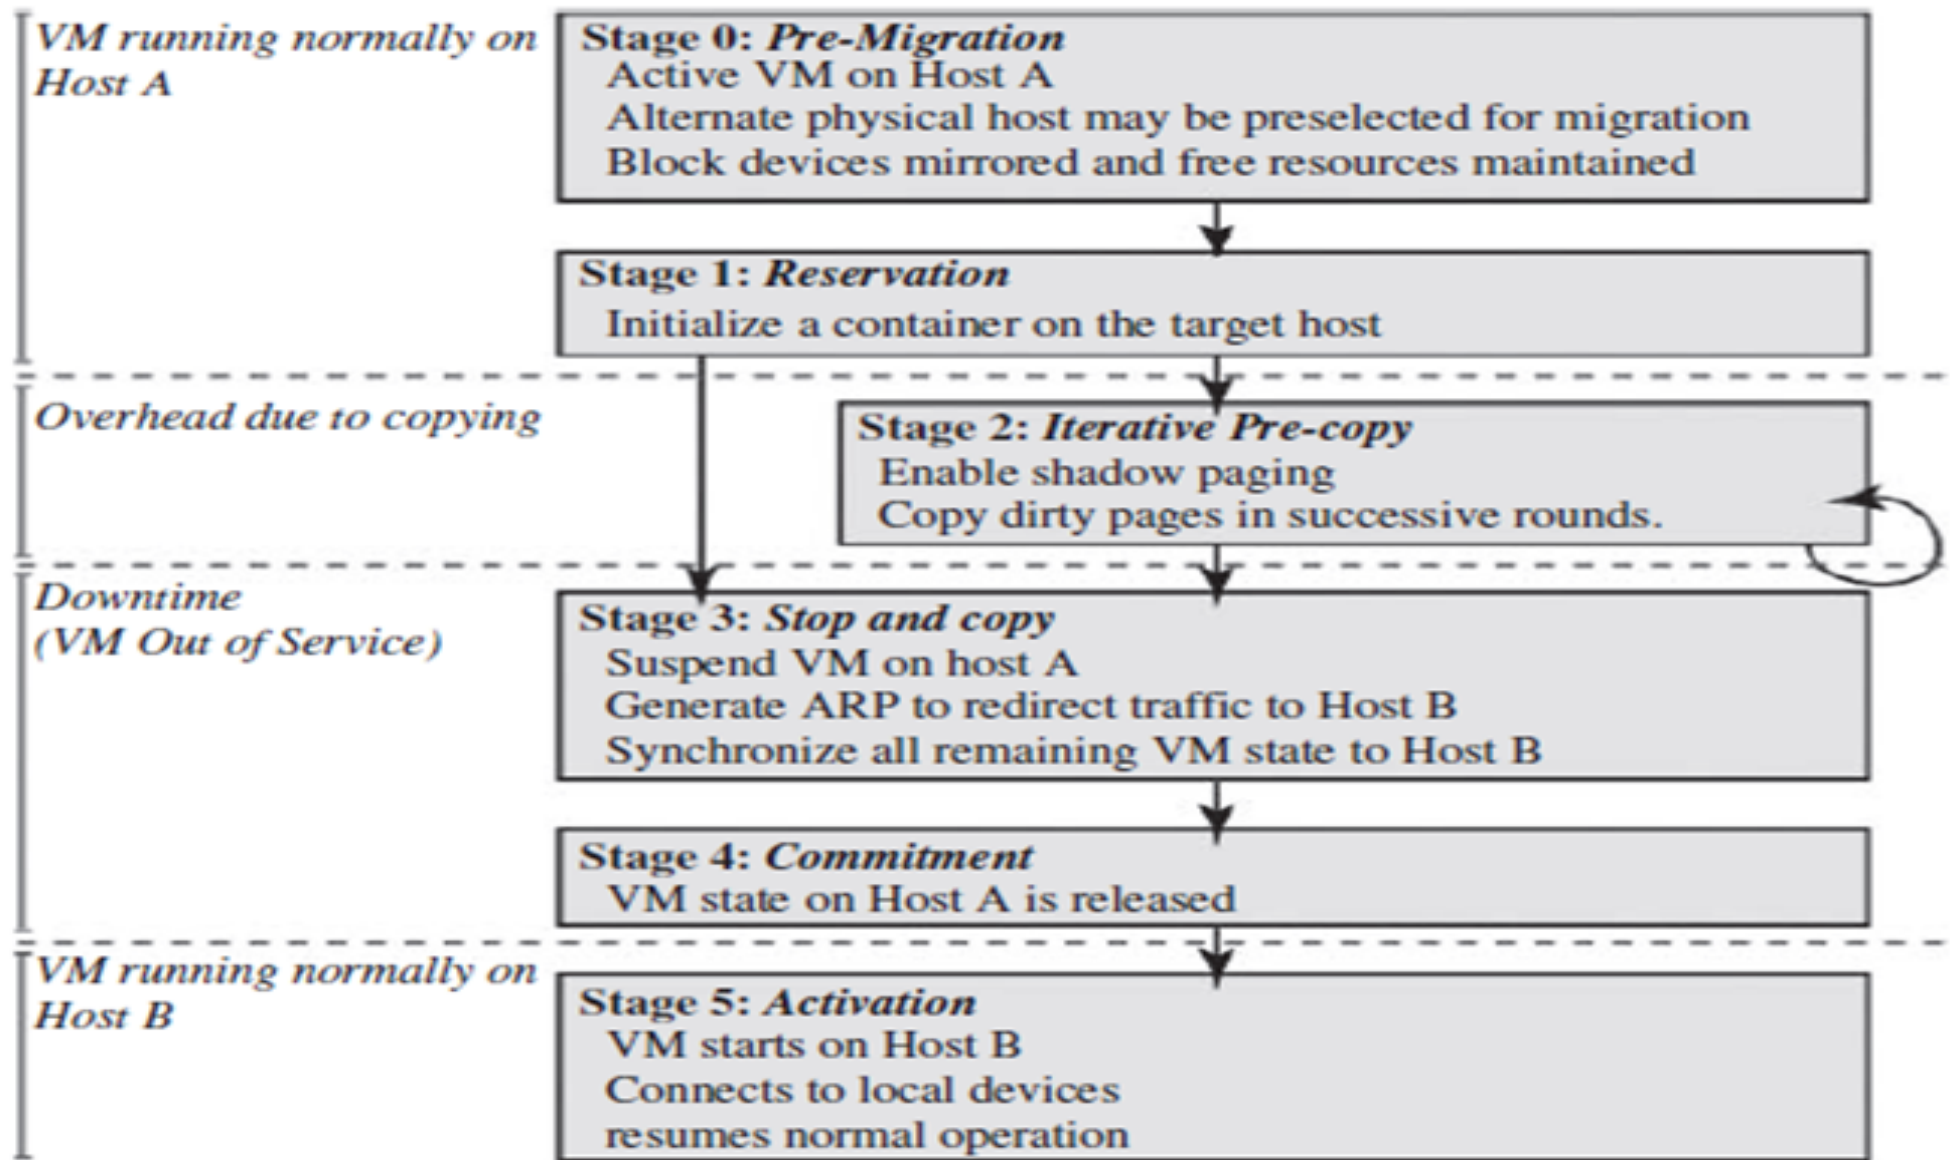 VM running normally on
Host A
Stage 0: Pre-Migration
Active VM on Host A
Alternate physical host may be preselected for migration
Block devices mirrored and free resources maintained
Stage 1: Reservation
Initialize a container on the target host
Overhead due to copying
Stage 2: Iterative Pre-copy
Enable shadow paging
Copy dirty pages in successive rounds.
Downtime
(VM Out of Service)
Stage 3: Stop and copy
Suspend VM on host A
Generate ARP to redirect traffic to Host B
Synchronize all remaining VM state to Host B
Stage 4: Commitment
VM state on Host A is released
VM running normally on
Host B
Stage 5: Activation
VM starts on Host B
Connects to local devices
resumes normal operation